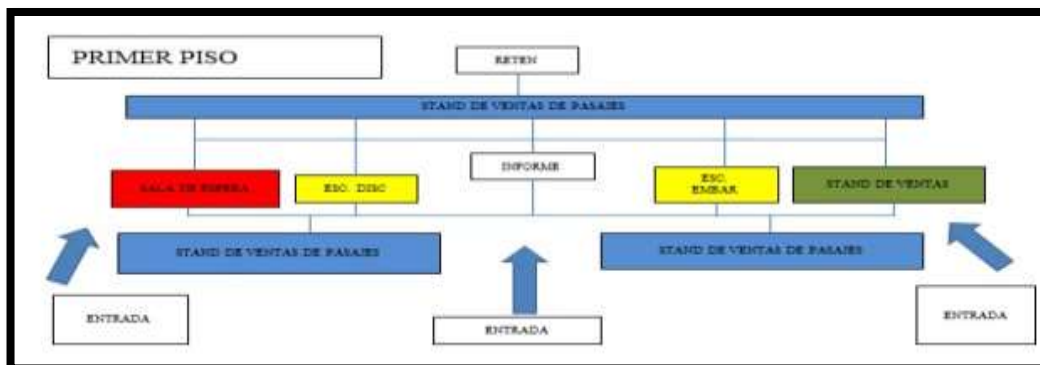 PRIMER PISO
RETEN
STAND DE VENTAS DE PASAJES
INFORME
SALA DE ESPERA
ESC. DISC
ESC.
EMBAR
STAND DE VENTAS
STAND DE VENTAS DE PASAJES
STAND DE VENTAS DE PASAJES
ENTRADA
ENTRADA
ENTRADA